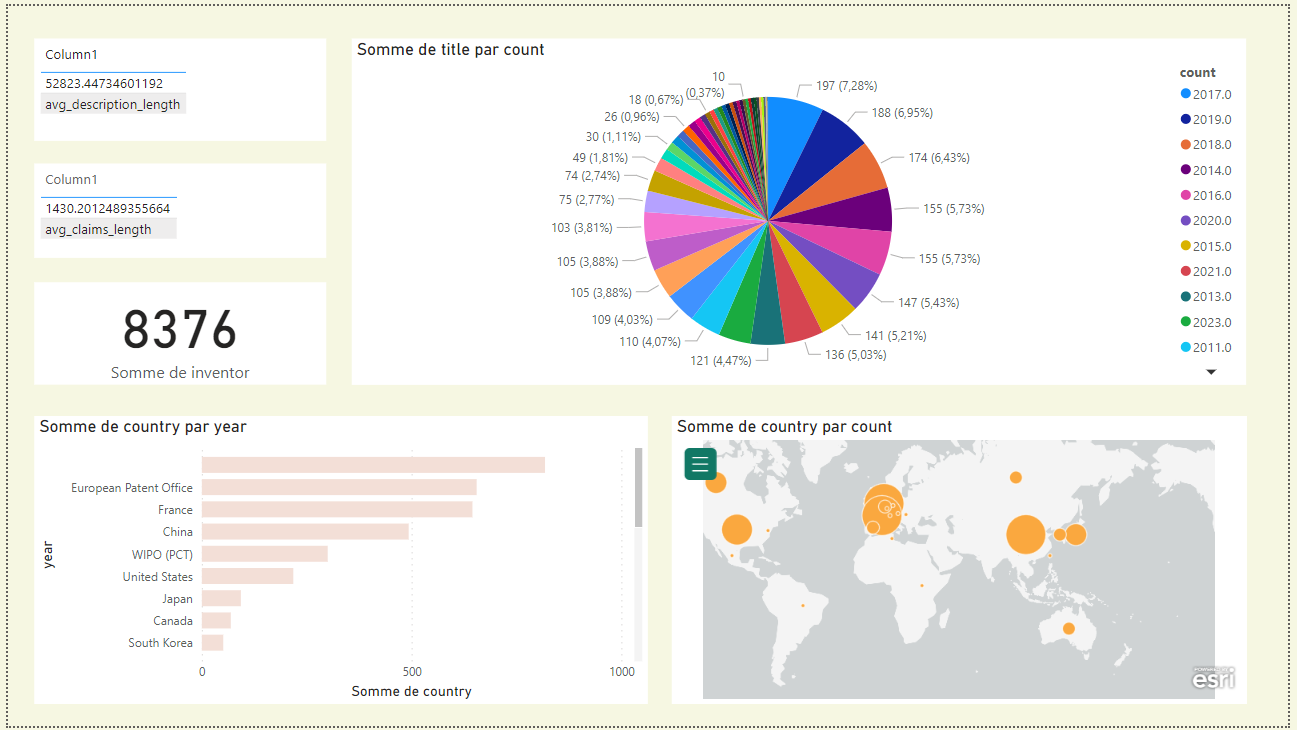 Column1
52823.44734601192
avg_description_length
Column1
1430.2012489355664
avg_claims_length
8376
Somme de inventor
Somme de title par count
10
(0,37%)
18 (0,67%)
26 (0,96%)
30 (1,11%)
49 (1,81%)
74 (2,74%)
75 (2,77%)
103 (3,81%)
105 (3,88%)
105 (3,88%)
109 (4,03%)
110 (4,07%)
121 (4,47%)
197 (7,28%)
188 (6,95%)
174 (6,43%)
155 (5,73%)
155 (5,73%)
147 (5,43%)
141 (5,21%)
136 (5,03%)
count
2017.0
2019.0
2018.0
2014.0
2016.0
2020.0
2015.0
2021.0
2013.0
2023.0
2011.0
Somme de country par year
year
European Patent Office
France
China
WIPO (PCT)
United States
Japan
Canada
South Korea
0
500
1000
Somme de country
Somme de country par count
POWERED BY
esri